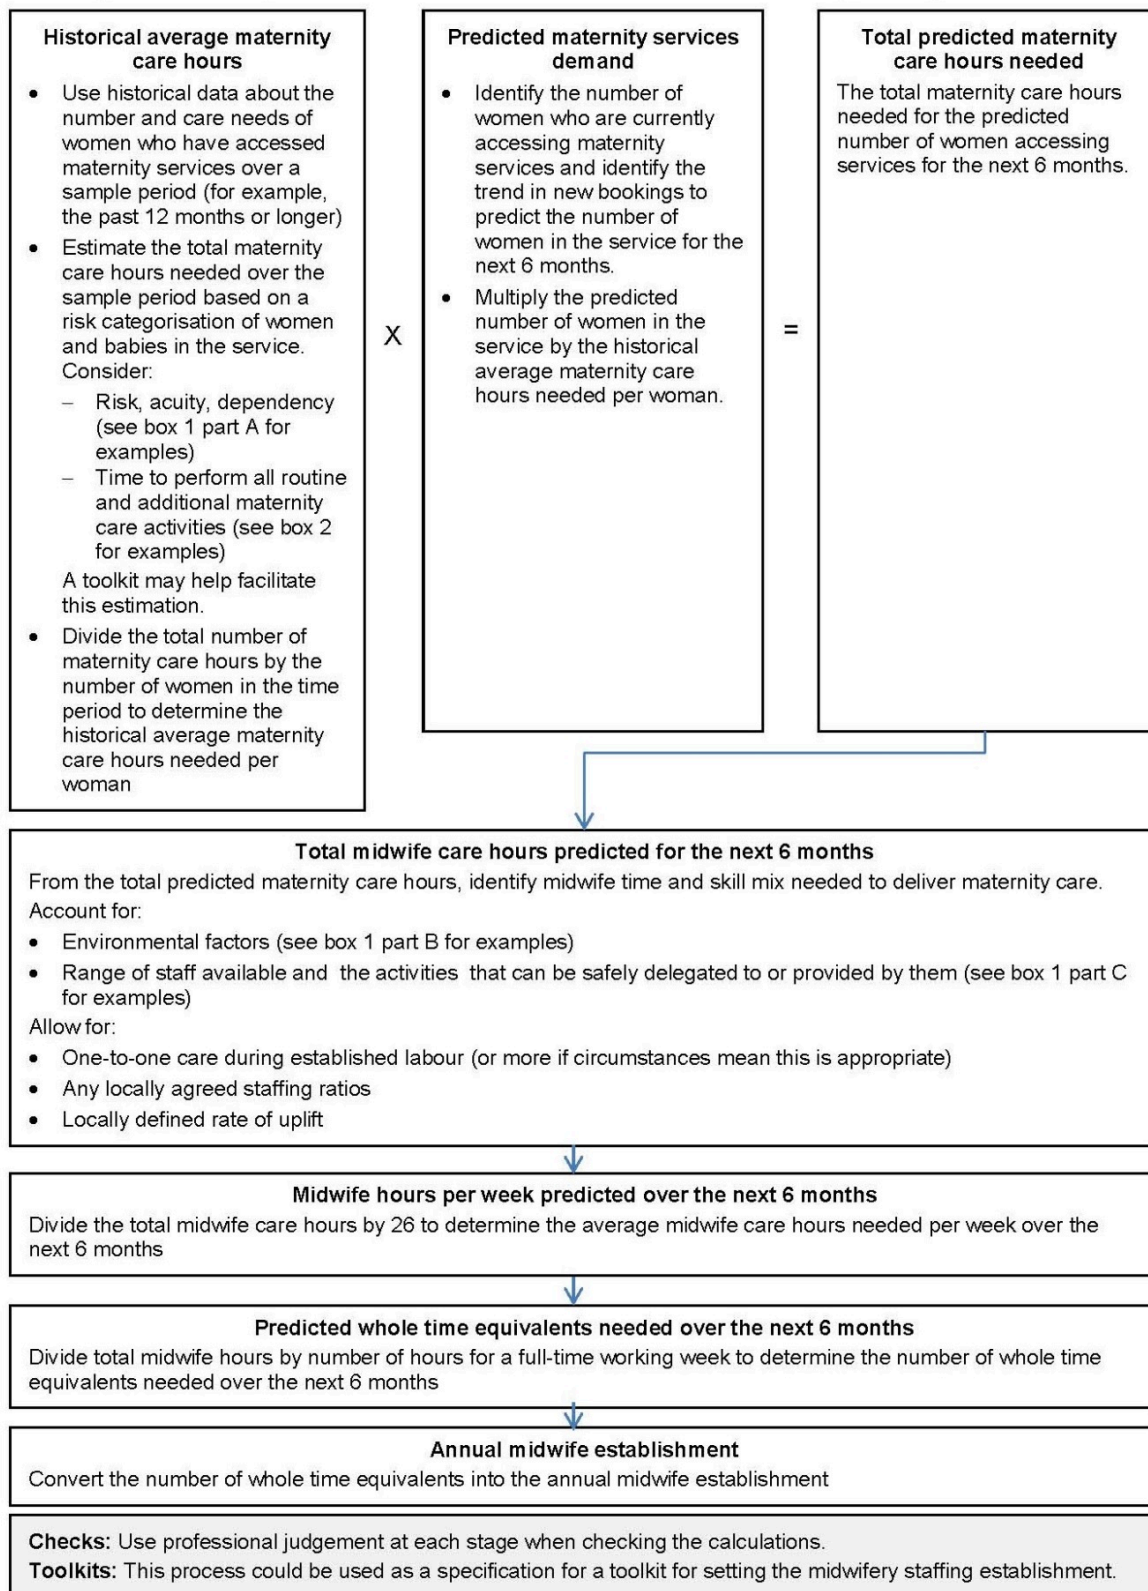 Historical average maternity
care hours
• Use historical data about the
number and care needs of
women who have accessed
maternity services over a
sample period (for example,
the past 12 months or longer)
• Estimate the total maternity
care hours needed over the
sample period based on a
risk categorisation of women
and babies in the service.
Consider:
– Risk, acuity, dependency
(see box 1 part A for
examples)
– Time to perform all routine
and additional maternity
care activities (see box 2
for examples)
A toolkit may help facilitate
this estimation.
• Divide the total number of
maternity care hours by the
number of women in the time
period to determine the
historical average maternity
care hours needed per
woman
X
Predicted maternity services
demand
• Identify the number of
women who are currently
accessing maternity
services and identify the
trend in new bookings to
predict the number of
women in the service for the
next 6 months.
• Multiply the predicted
number of women in the
service by the historical
average maternity care
hours needed per woman.
=
Total predicted maternity
care hours needed
The total maternity care hours
needed for the predicted
number of women accessing
services for the next 6 months.
Total midwife care hours predicted for the next 6 months
From the total predicted maternity care hours, identify midwife time and skill mix needed to deliver maternity care.
Account for:
• Environmental factors (see box 1 part B for examples)
• Range of staff available and the activities that can be safely delegated to or provided by them (see box 1 part C
for examples)
Allow for:
• One-to-one care during established labour (or more if circumstances mean this is appropriate)
• Any locally agreed staffing ratios
• Locally defined rate of uplift
Midwife hours per week predicted over the next 6 months
Divide the total midwife care hours by 26 to determine the average midwife care hours needed per week over the
next 6 months
Predicted whole time equivalents needed over the next 6 months
Divide total midwife hours by number of hours for a full-time working week to determine the number of whole time
equivalents needed over the next 6 months
Annual midwife establishment
Convert the number of whole time equivalents into the annual midwife establishment
Checks: Use professional judgement at each stage when checking the calculations.
Toolkits: This process could be used as a specification for a toolkit for setting the midwifery staffing establishment.